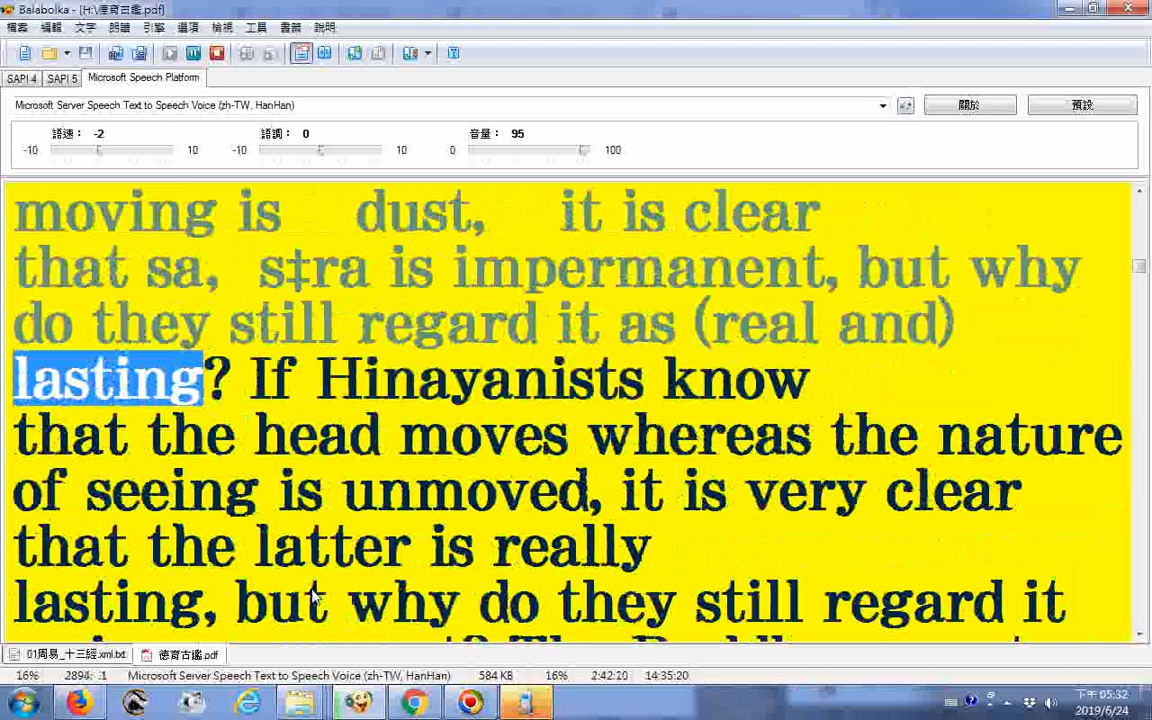 Balabolka - [H:\德育古鑑.pdf]
檔案 編輯 文字 朗讀 引擎 選項 檢視 工具 書籤 說明
SAPI 4 SAPI 5 Microsoft Speech Platform
Microsoft Server Speech Text to Speech Voice (zh-TW, HanHan)
關於 預設
語速： -2 語調： 0 音量： 95
-10 10 -10 10 0 100
moving is dust, it is clear
that sa, s‡ra is impermanent, but why
do they still regard it as (real and)
lasting? If Hinayanists know
that the head moves whereas the nature
of seeing is unmoved, it is very clear
that the latter is really
lasting, but why do they still regard it
01周易_十三經.xml.txt 德育古鑑.pdf
16% 2894: :1 Microsoft Server Speech Text to Speech Voice (zh-TW, HanHan) 584 KB 16% 2:42:20 14:35:20
下午 05:32
2019/6/24